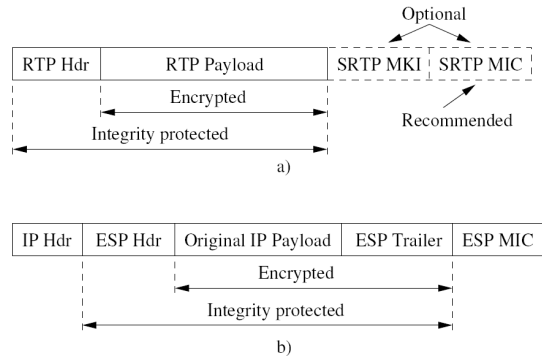 Optional
RTP Hdr RTP Payload SRTP MKI SRTP MIC
Encrypted
Recommended
Integrity protected
a)
IP Hdr ESP Hdr Original IP Payload ESP Trailer ESP MIC
Encrypted
Integrity protected
b)